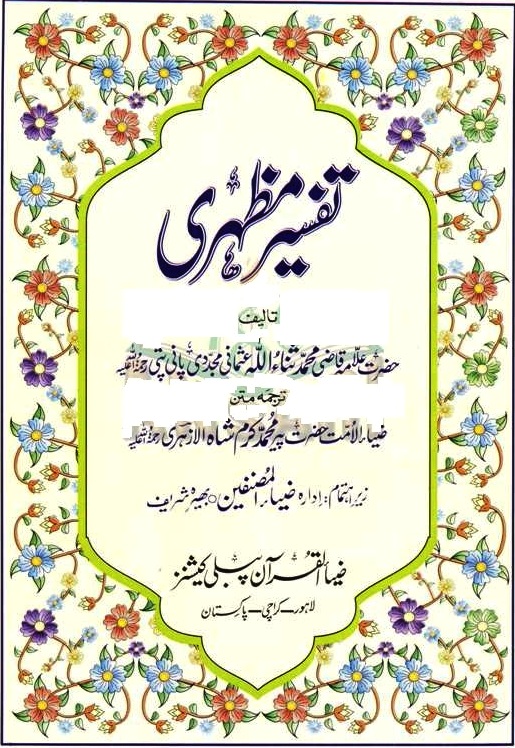 تفسیر مظہری
تالیف
حضرت علامہ قاضی محمد ثناء اللہ عثمانی مجددی پانی پتی رحمۃ اللہ علیہ
ترجمہ متن
ضیاء الامت حضرت پیر محمد کرم شاہ الازہری رحمۃ اللہ علیہ
زیر اہتمام: ادارہ ضیاء المصنفین، بھیرہ شریف
ضیاء القرآن پبلی کیشنز
لاہور - کراچی - پاکستان